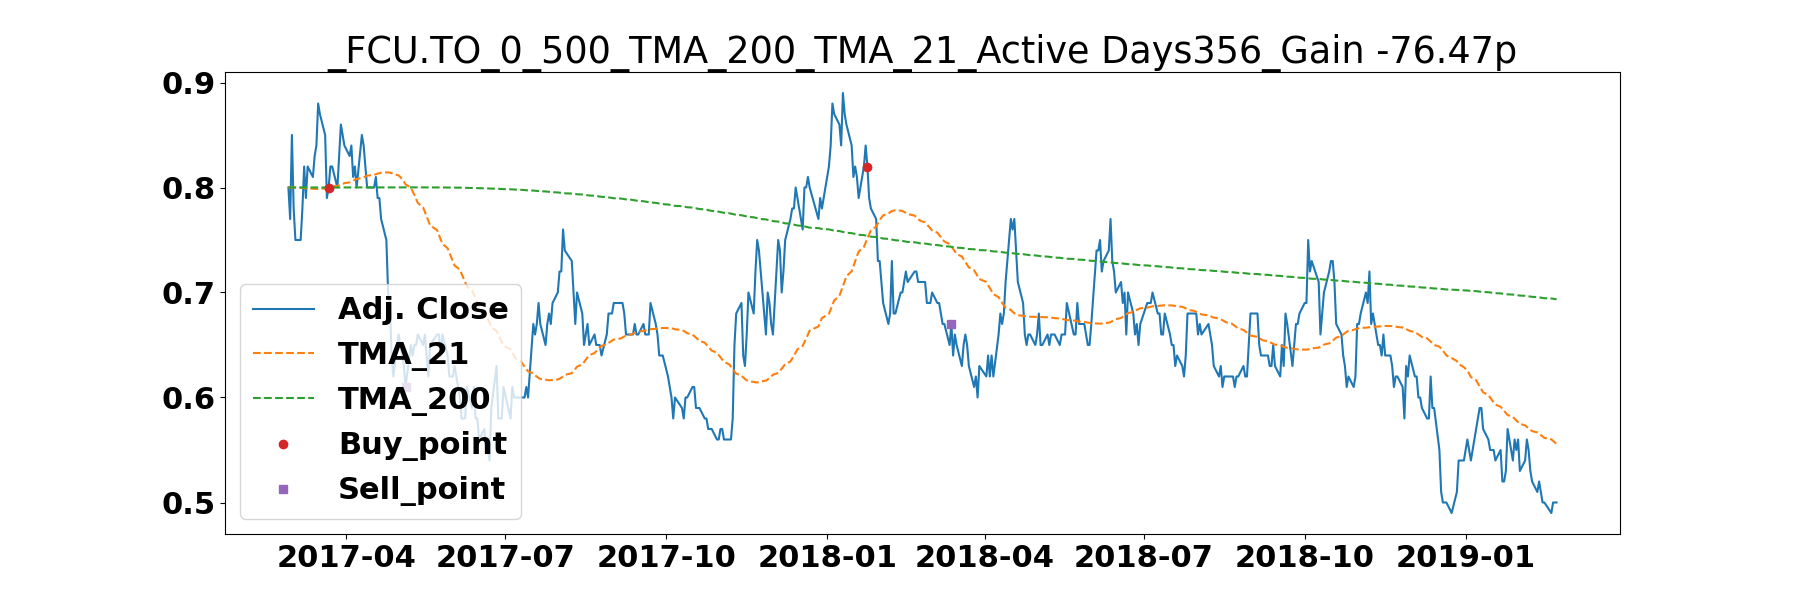 _FCU.TO_0_500_TMA_200_TMA_21_Active Days356_Gain -76.47p
0.9
0.8
0.7
0.6
0.5
Adj. Close
TMA_21
TMA_200
Buy_point
Sell_point
2017-04 2017-07 2017-10 2018-01 2018-04 2018-07 2018-10 2019-01